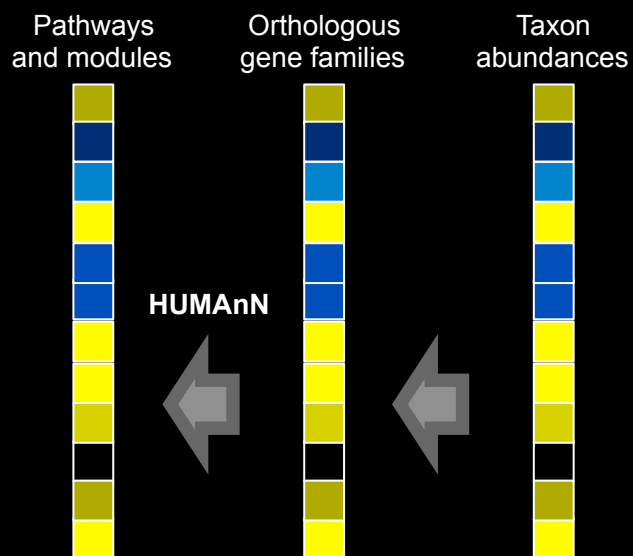 Pathways
and modules
Orthologous
gene families
Taxon
abundances
HUMAnN